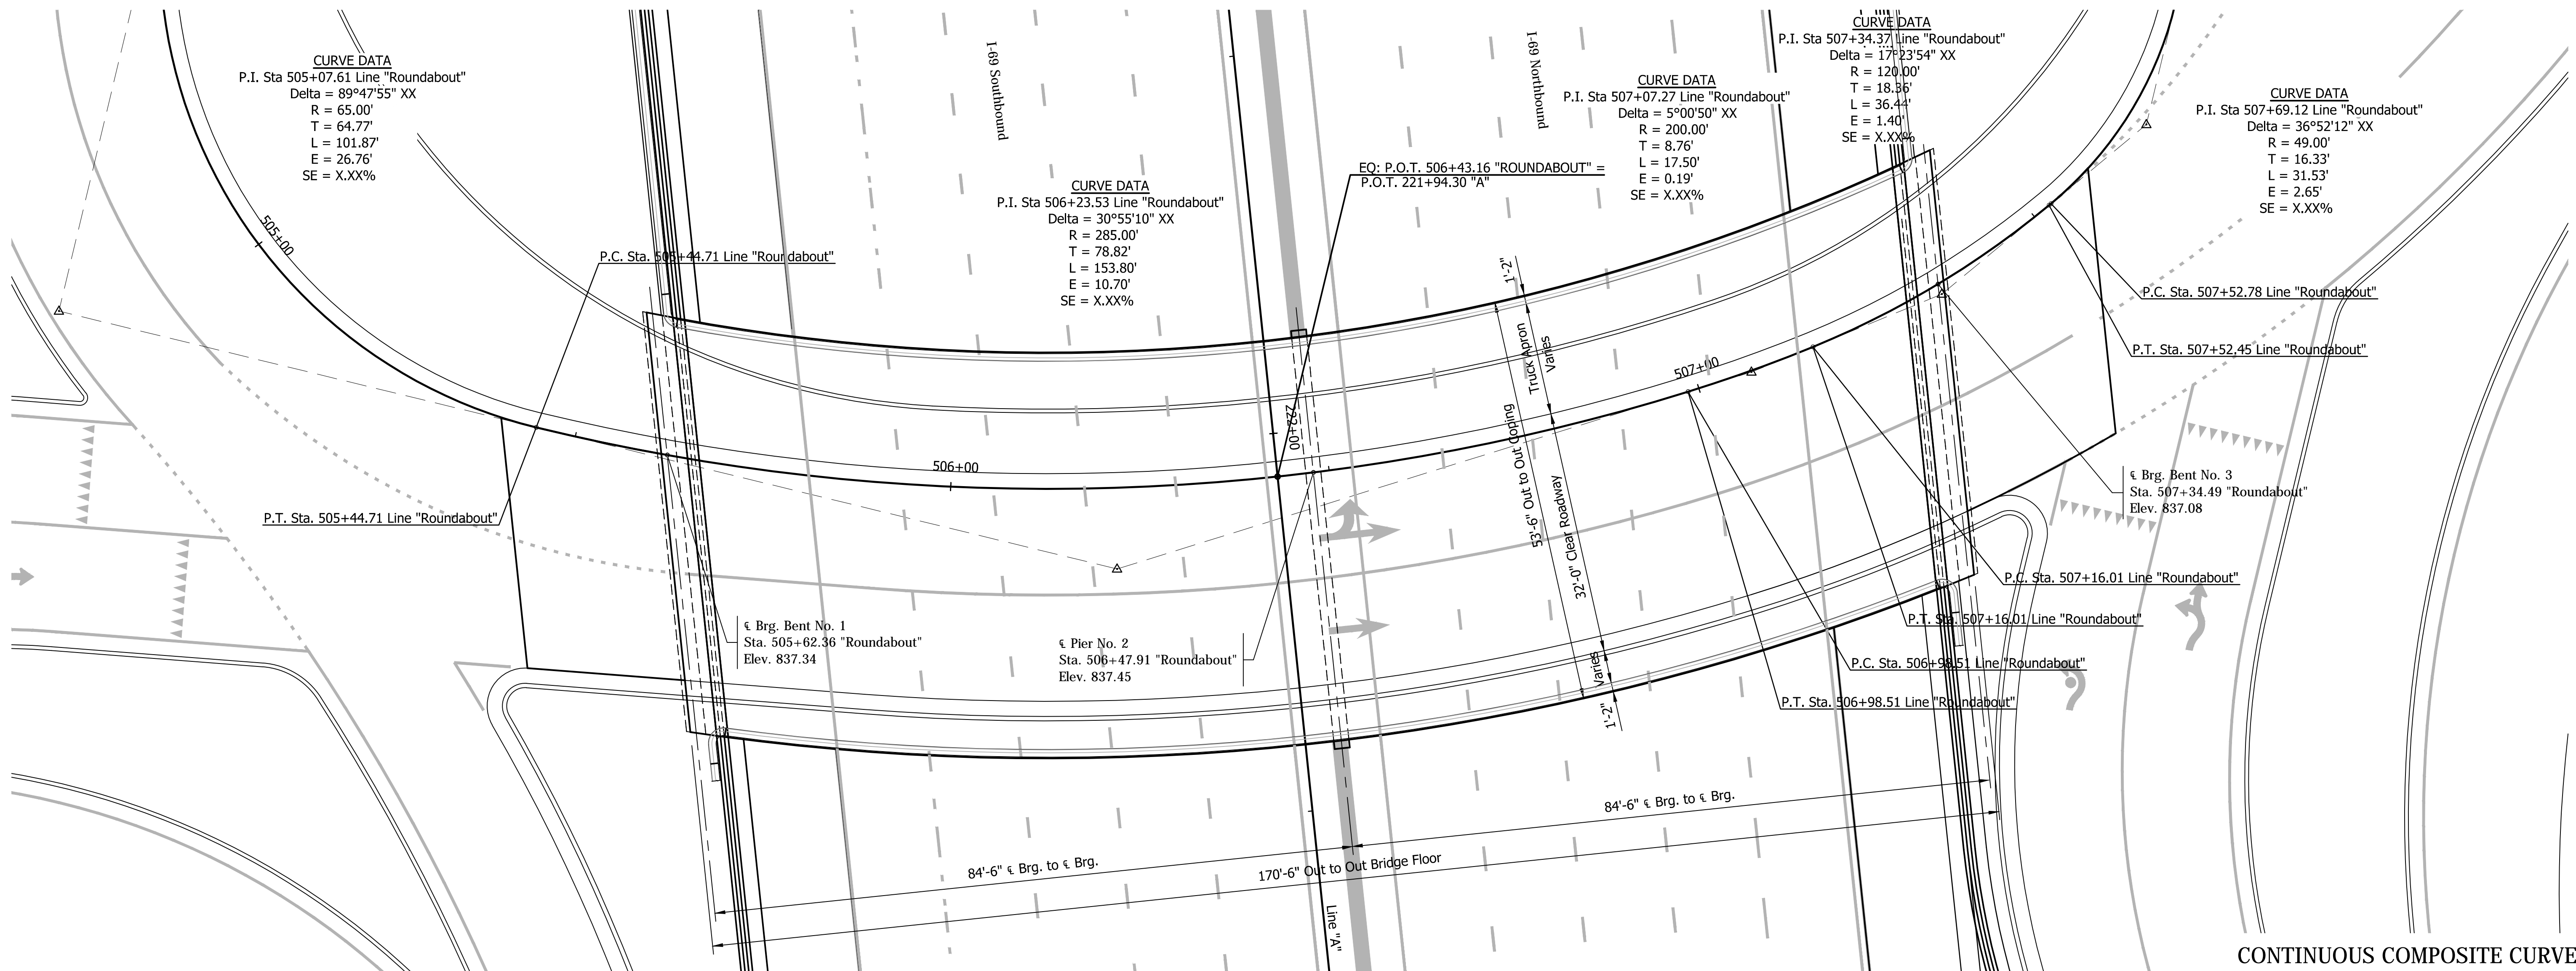 CURVE DATA
P.I. Sta 505+07.61 Line "Roundabout"
Delta = 89°47'55" XX
R = 65.00'
T = 64.77'
L = 101.87'
E = 26.76'
SE = X.XX%
I-69 Southbound
CURVE DATA
P.I. Sta 506+23.53 Line "Roundabout"
Delta = 30°55'10" XX
R = 285.00'
T = 78.82'
L = 153.80'
E = 10.70'
SE = X.XX%
I-69 Northbound
CURVE DATA
P.I. Sta 507+07.27 Line "Roundabout"
Delta = 5°00'50" XX
R = 200.00'
T = 8.76'
L = 17.50'
E = 0.19'
SE = X.XX%
CURVE DATA
P.I. Sta 507+34.37 Line "Roundabout"
Delta = 17°23'54" XX
R = 120.00'
T = 18.36'
L = 36.44'
E = 1.40'
SE = X.XX%
CURVE DATA
P.I. Sta 507+69.12 Line "Roundabout"
Delta = 36°52'12" XX
R = 49.00'
T = 16.33'
L = 31.53'
E = 2.65'
SE = X.XX%
EQ: P.O.T. 506+43.16 "ROUNDABOUT" =
P.O.T. 221+94.30 "A"
505+00
P.C. Sta. 505+44.71 Line "Roundabout"
P.T. Sta. 505+44.71 Line "Roundabout"
506+00
222+00
507+00
1'-2"
Truck Apron
Varies
53'-6" Out to Out Coping
32'-0" Clear Roadway
Varies
1'-2"
P.C. Sta. 507+52.78 Line "Roundabout"
P.T. Sta. 507+52.45 Line "Roundabout"
℄ Brg. Bent No. 3
Sta. 507+34.49 "Roundabout"
Elev. 837.08
P.C. Sta. 507+16.01 Line "Roundabout"
P.T. Sta. 507+16.01 Line "Roundabout"
P.C. Sta. 506+98.51 Line "Roundabout"
P.T. Sta. 506+98.51 Line "Roundabout"
℄ Brg. Bent No. 1
Sta. 505+62.36 "Roundabout"
Elev. 837.34
℄ Pier No. 2
Sta. 506+47.91 "Roundabout"
Elev. 837.45
84'-6" ℄ Brg. to ℄ Brg.
84'-6" ℄ Brg. to ℄ Brg.
170'-6" Out to Out Bridge Floor
Line "A"
CONTINUOUS COMPOSITE CURVE